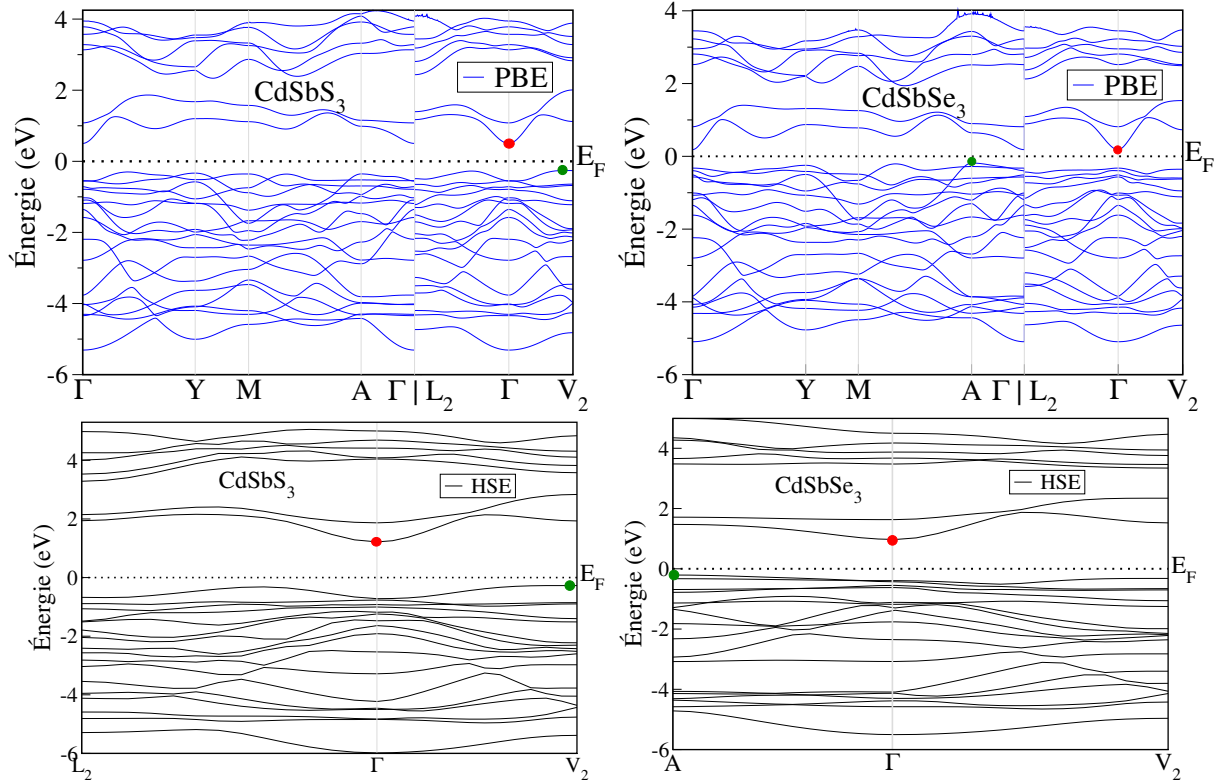 4
2
0
-2
-4
-6
Énergie (eV)
CdSbS3
PBE
EF
Γ Y M A Γ | L2 Γ V2
4
2
0
-2
-4
-6
Énergie (eV)
CdSbSe3
PBE
EF
Γ Y M A Γ | L2 Γ V2
4
2
0
-2
-4
-6
Énergie (eV)
CdSbS3
HSE
EF
L2 Γ V2
4
2
0
-2
-4
-6
Énergie (eV)
CdSbSe3
HSE
EF
A Γ V2